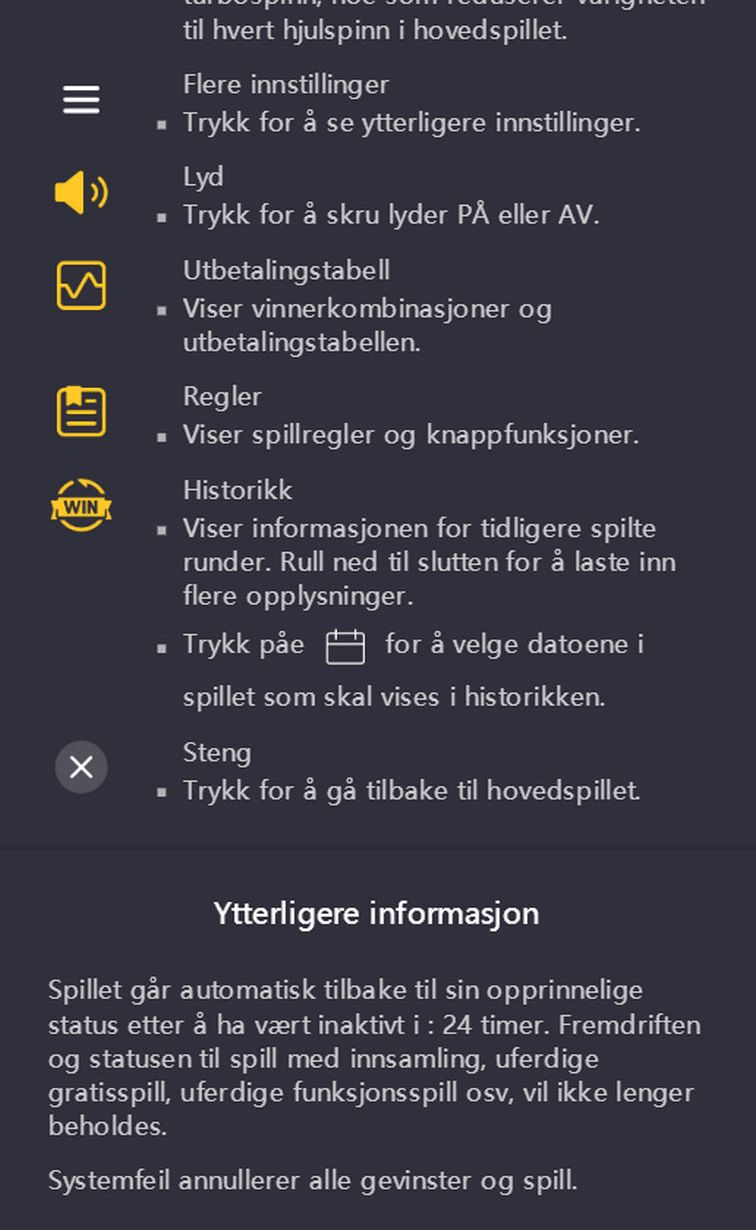 turbospinn, noe som reduserer varigheten
til hvert hjulspinn i hovedspillet.
Flere innstillinger
▪ Trykk for å se ytterligere innstillinger.
Lyd
▪ Trykk for å skru lyder PÅ eller AV.
Utbetalingstabell
▪ Viser vinnerkombinasjoner og
utbetalingstabellen.
Regler
▪ Viser spillregler og knappfunksjoner.
WIN
Historikk
▪ Viser informasjonen for tidligere spilte
runder. Rull ned til slutten for å laste inn
flere opplysninger.
▪ Trykk påe for å velge datoene i
spillet som skal vises i historikken.
Steng
▪ Trykk for å gå tilbake til hovedspillet.
Ytterligere informasjon
Spillet går automatisk tilbake til sin opprinnelige
status etter å ha vært inaktivt i : 24 timer. Fremdriften
og statusen til spill med innsamling, uferdige
gratisspill, uferdige funksjonsspill osv, vil ikke lenger
beholdes.
Systemfeil annullerer alle gevinster og spill.